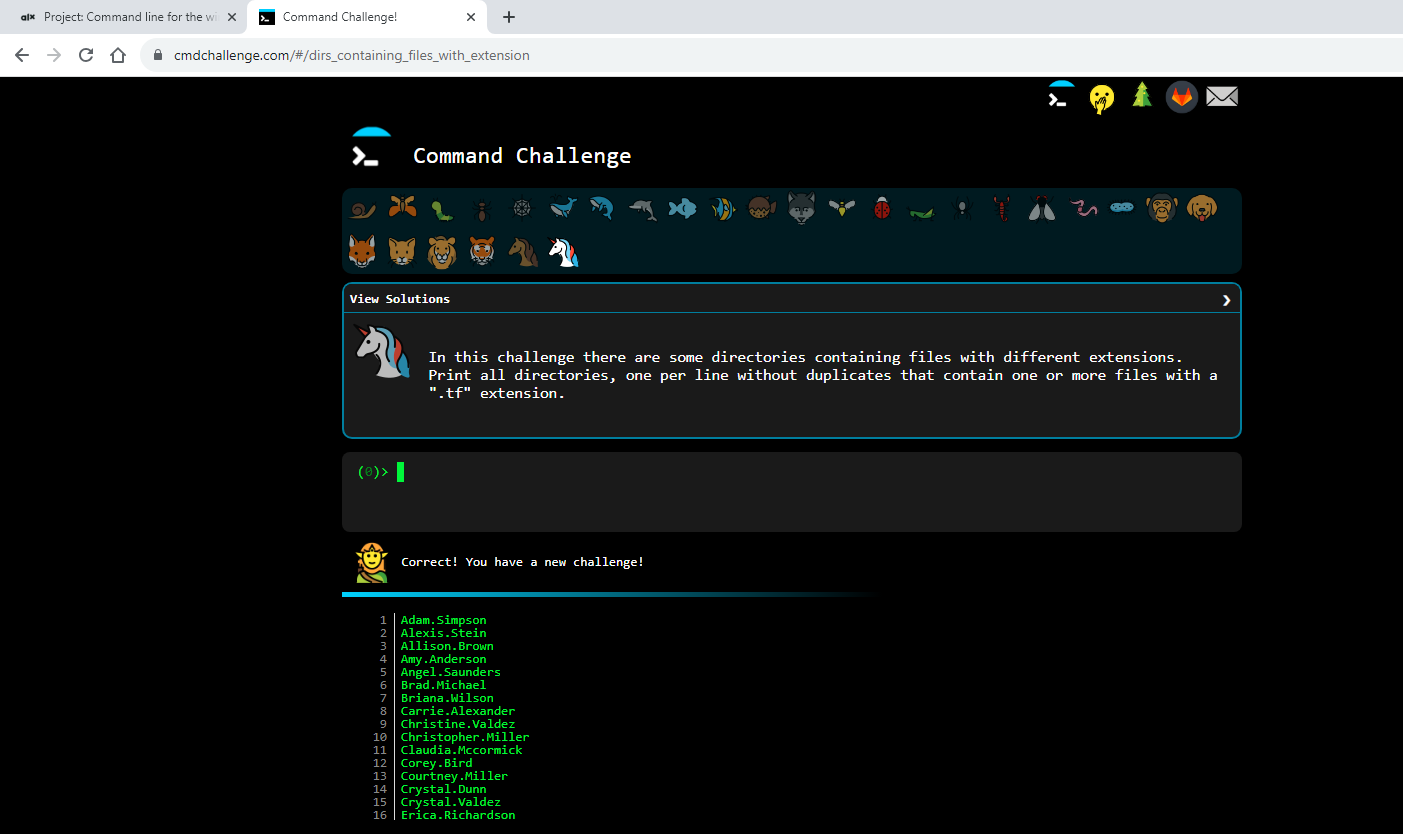 alx Project: Command line for the wi
Command Challenge!
cmdchallenge.com/#/dirs_containing_files_with_extension
Command Challenge
View Solutions
In this challenge there are some directories containing files with different extensions.
Print all directories, one per line without duplicates that contain one or more files with a
".tf" extension.
(0)>
Correct! You have a new challenge!
1 Adam.Simpson
2 Alexis.Stein
3 Allison.Brown
4 Amy.Anderson
5 Angel.Saunders
6 Brad.Michael
7 Briana.Wilson
8 Carrie.Alexander
9 Christine.Valdez
10 Christopher.Miller
11 Claudia.Mccormick
12 Corey.Bird
13 Courtney.Miller
14 Crystal.Dunn
15 Crystal.Valdez
16 Erica.Richardson